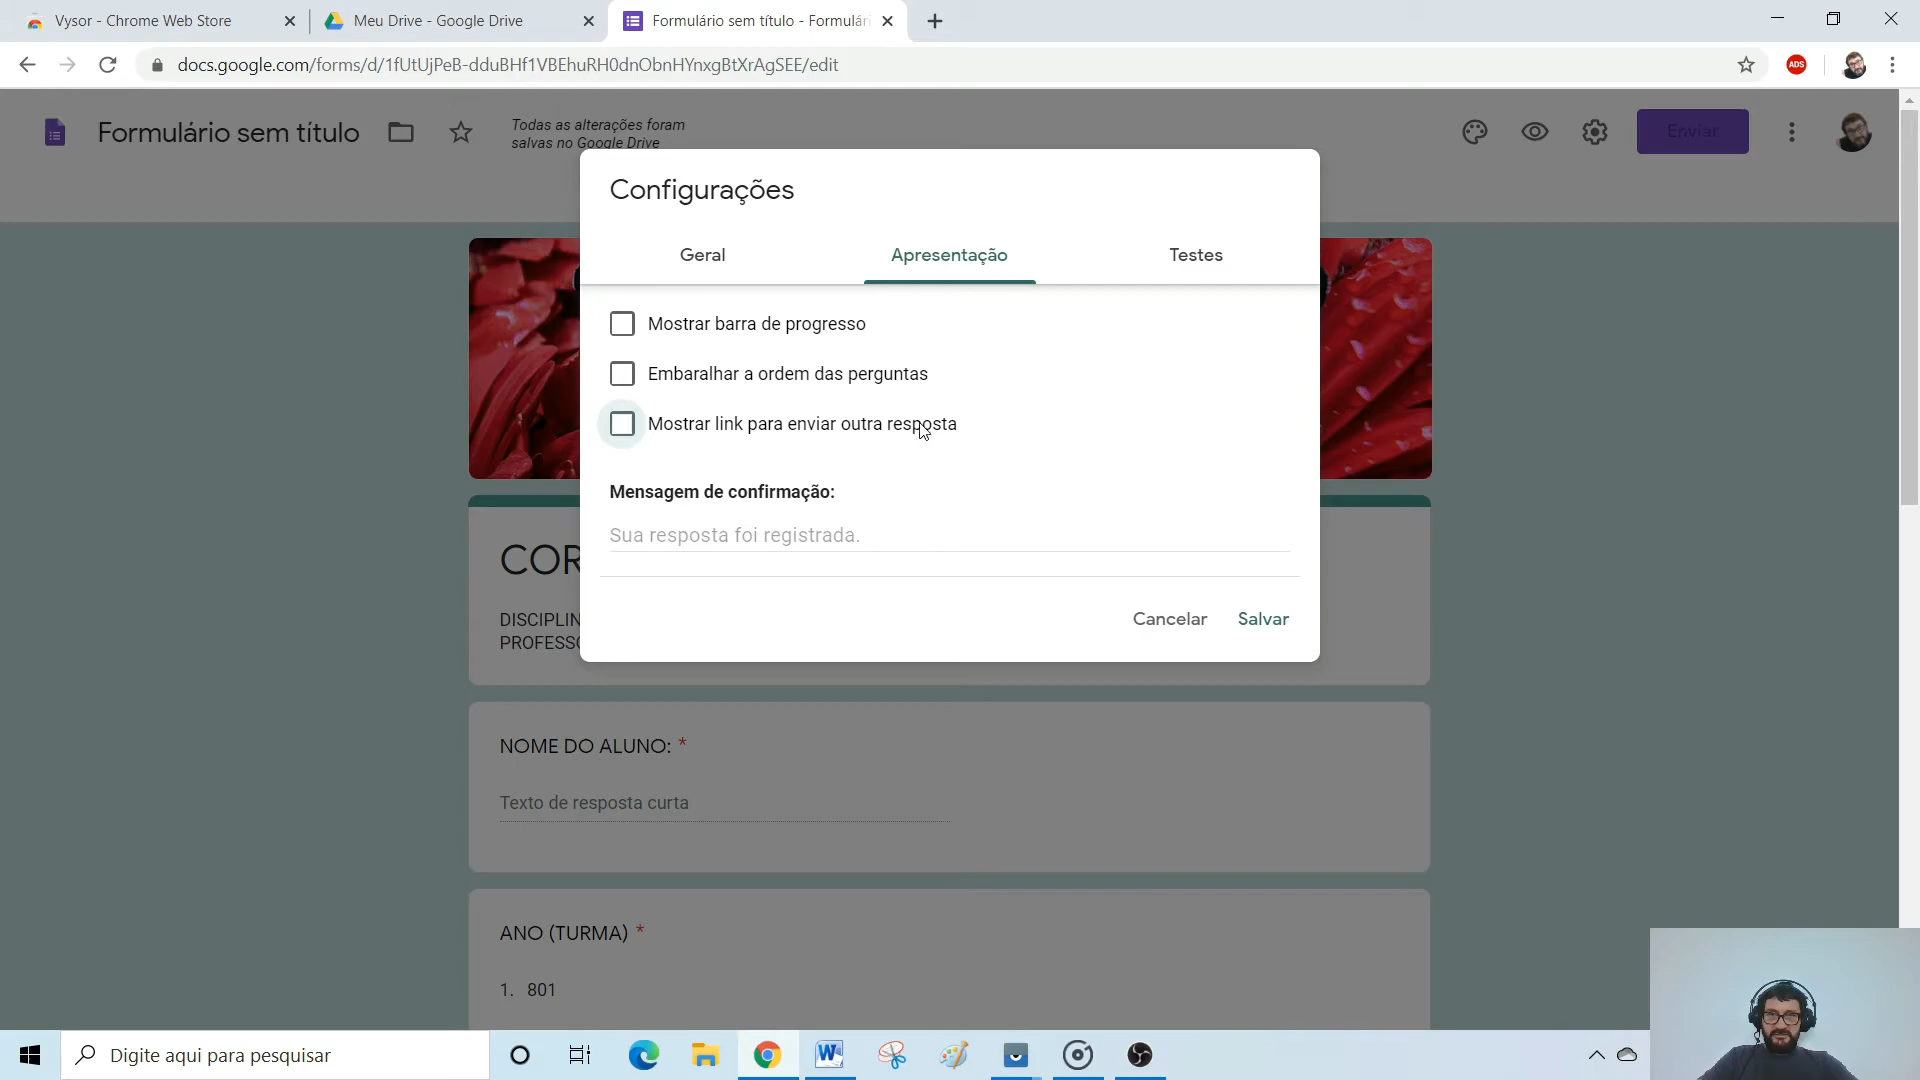 Vysor - Chrome Web Store
Meu Drive - Google Drive
Formulário sem título - Formulári
docs.google.com/forms/d/1fUtUjPeB-dduBHf1VBEhuRH0dnObnHYnxgBtXrAgSEE/edit
ADS
Formulário sem título
Todas as alterações foram
salvas no Google Drive
Enviar
Configurações
Geral
Apresentação
Testes
Mostrar barra de progresso
Embaralhar a ordem das perguntas
Mostrar link para enviar outra resposta
Mensagem de confirmação:
Sua resposta foi registrada.
Cancelar
Salvar
COR
DISCIPLIN
PROFESSO
NOME DO ALUNO: *
Texto de resposta curta
ANO (TURMA) *
1. 801
Digite aqui para pesquisar